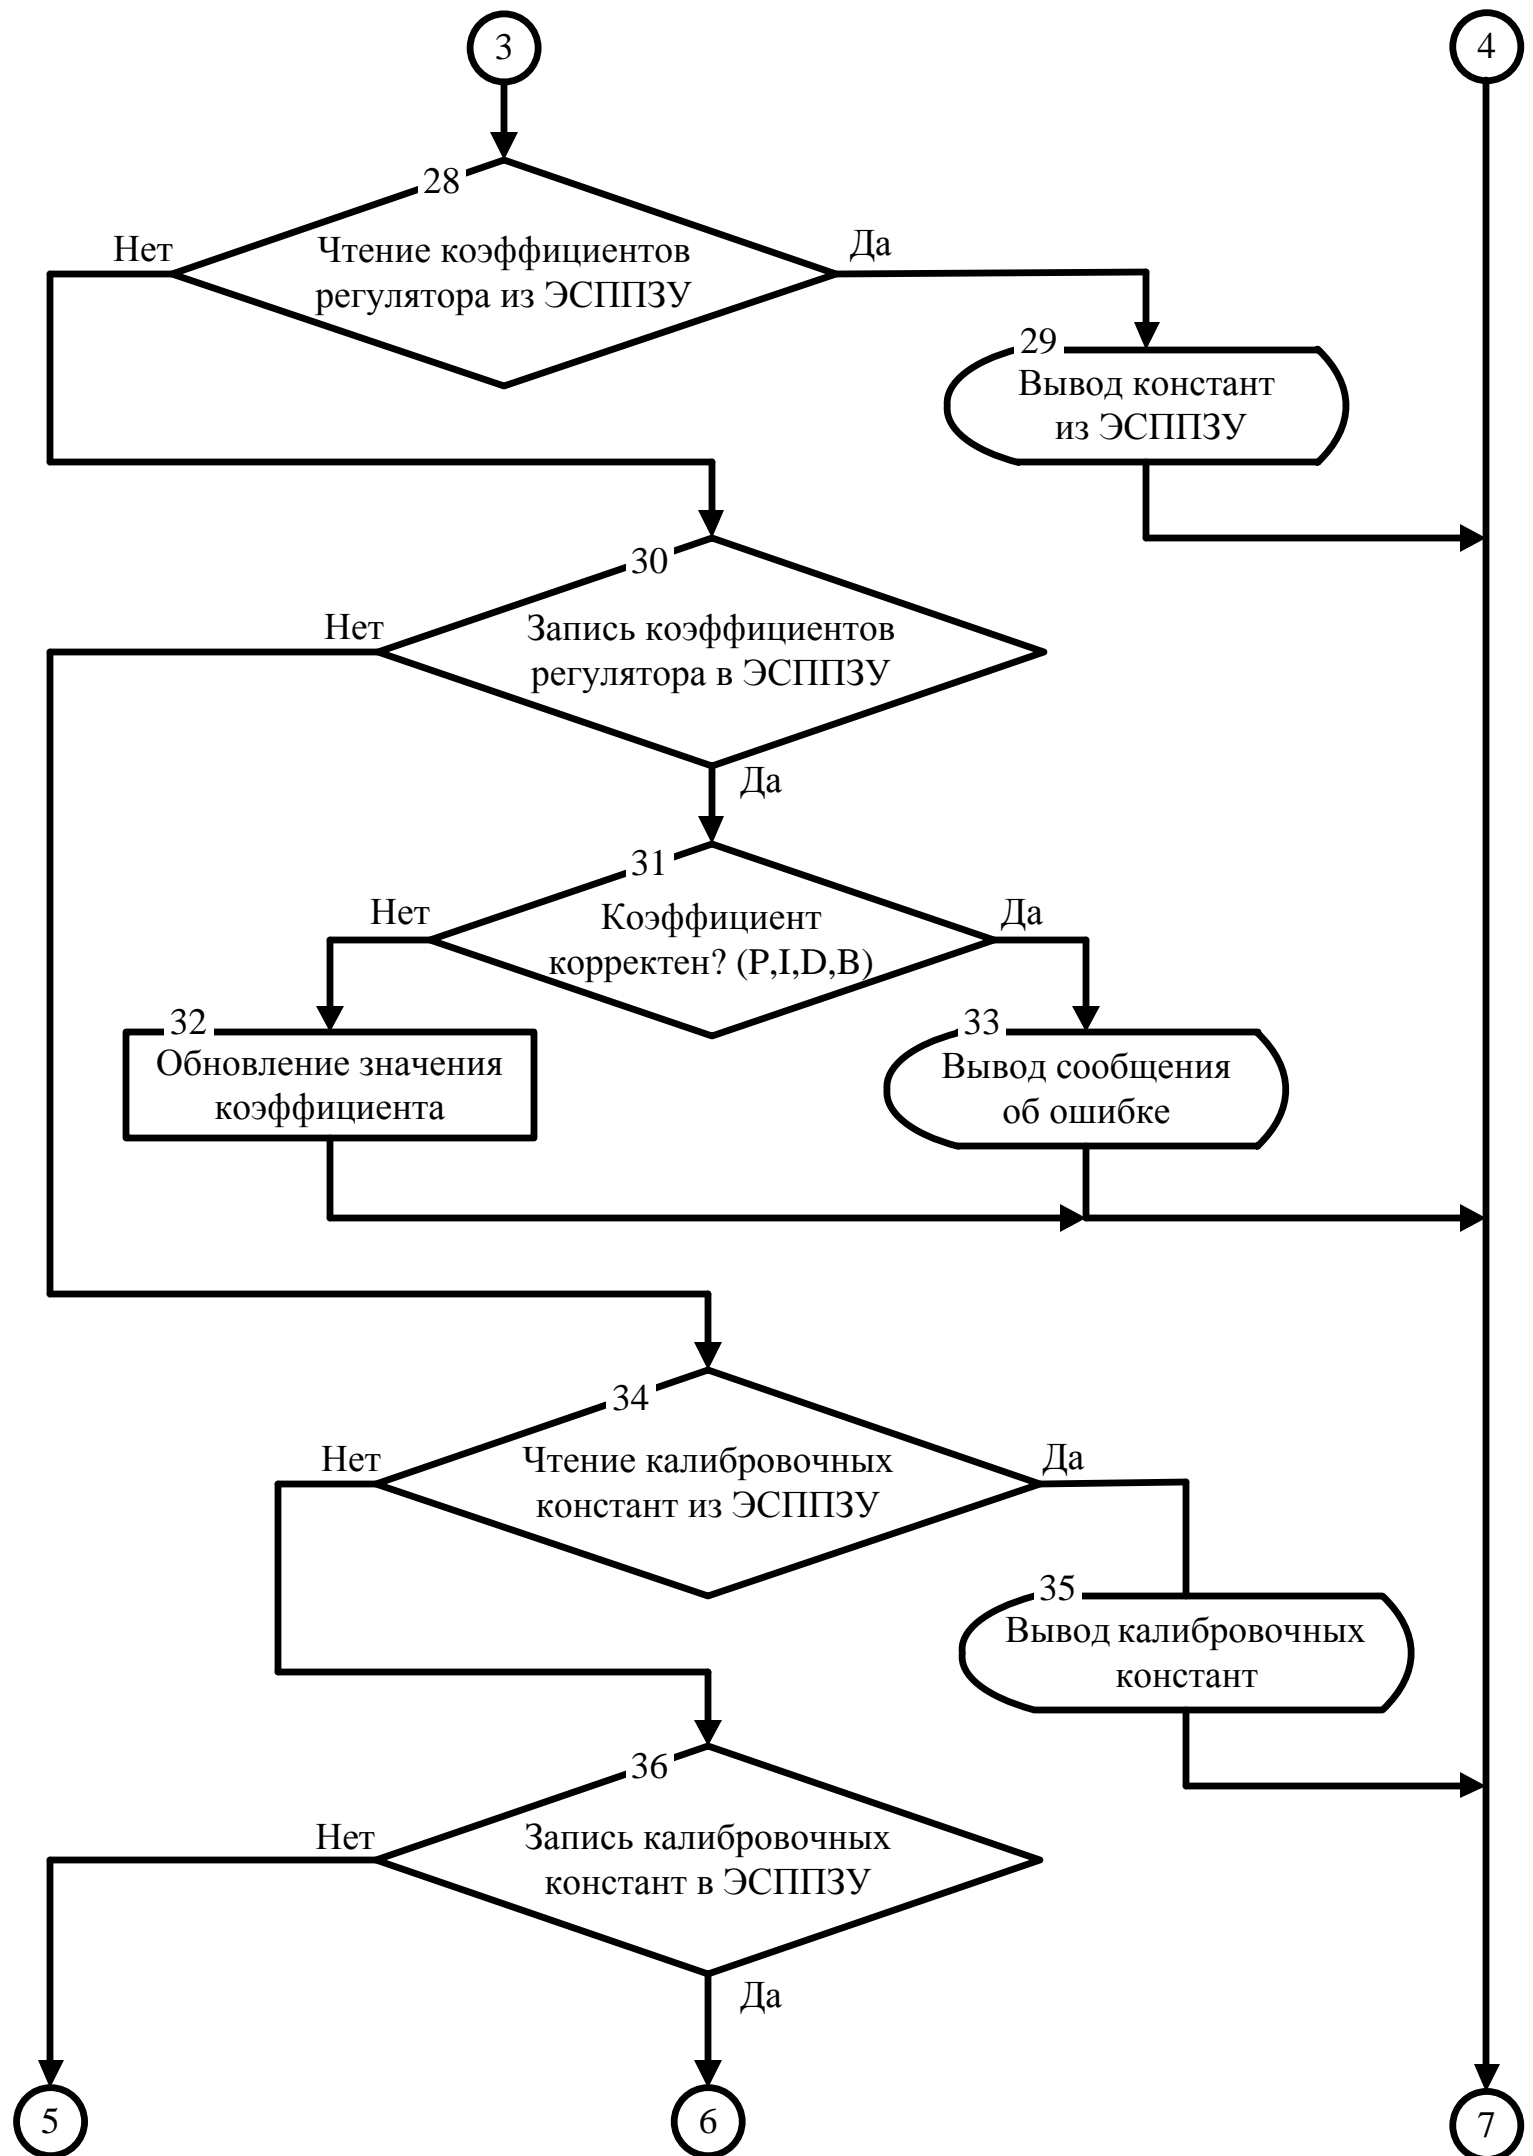 3
4
28
Нет
Да
Чтение коэффициентов
регулятора из ЭСППЗУ
29
Вывод констант
из ЭСППЗУ
30
Нет
Запись коэффициентов
регулятора в ЭСППЗУ
Да
31
Нет
Да
Коэффициент
корректен? (P,I,D,B)
32
Обновление значения
коэффициента
33
Вывод сообщения
об ошибке
34
Нет
Да
Чтение калибровочных
констант из ЭСППЗУ
35
Вывод калибровочных
констант
36
Нет
Запись калибровочных
констант в ЭСППЗУ
Да
5
6
7